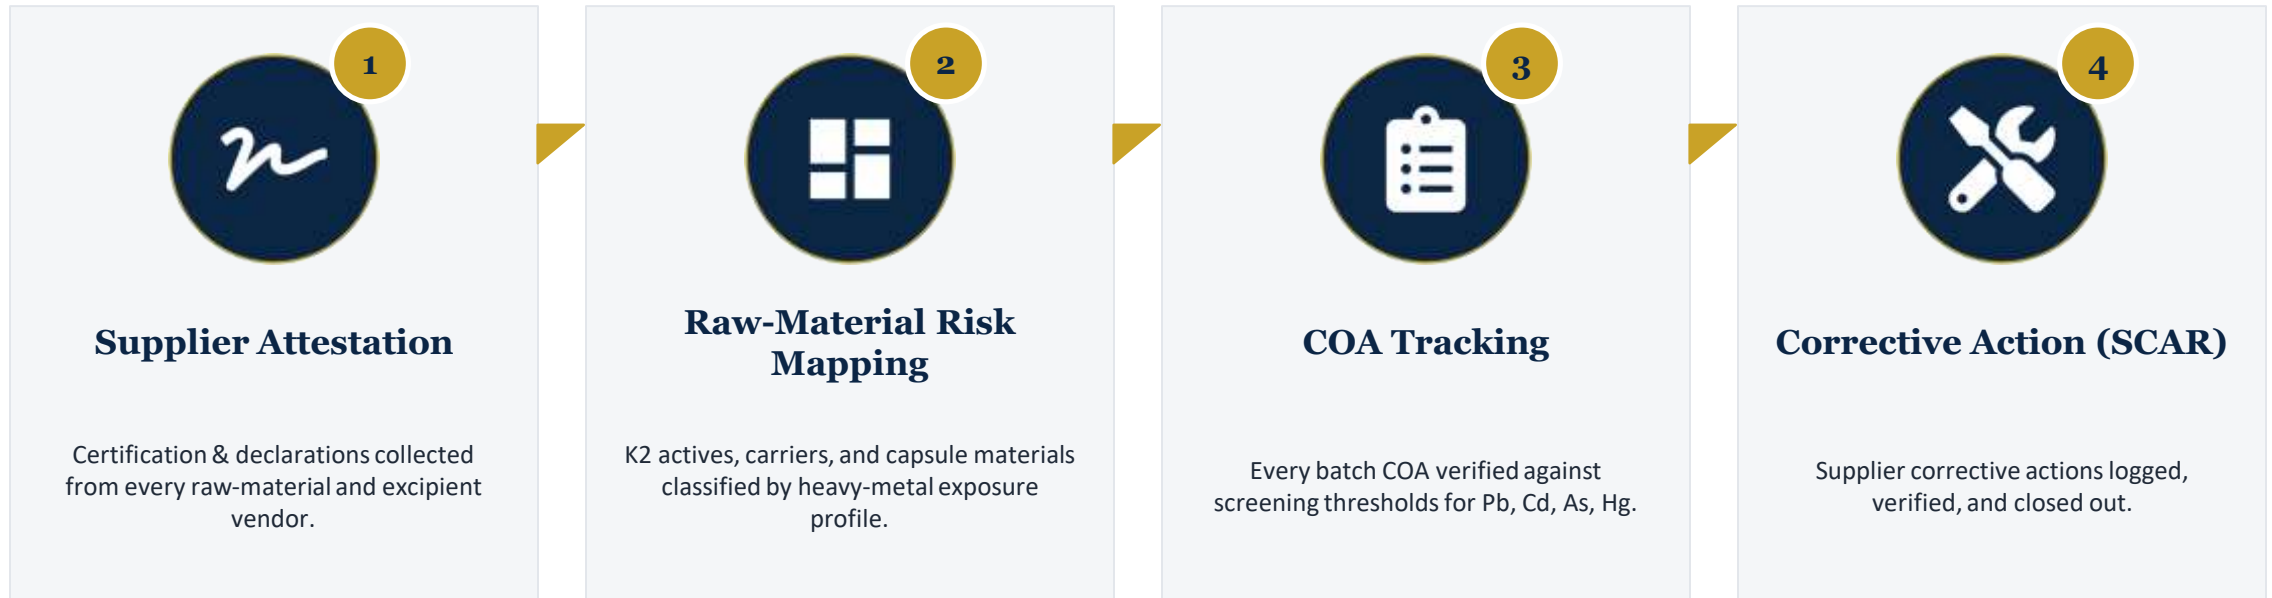 1
Supplier Attestation
Certification & declarations collected
from every raw-material and excipient
vendor.
2
Raw-Material Risk
Mapping
K2 actives, carriers, and capsule materials
classified by heavy-metal exposure
profile.
3
COA Tracking
Every batch COA verified against
screening thresholds for Pb, Cd, As, Hg.
4
Corrective Action (SCAR)
Supplier corrective actions logged,
verified, and closed out.